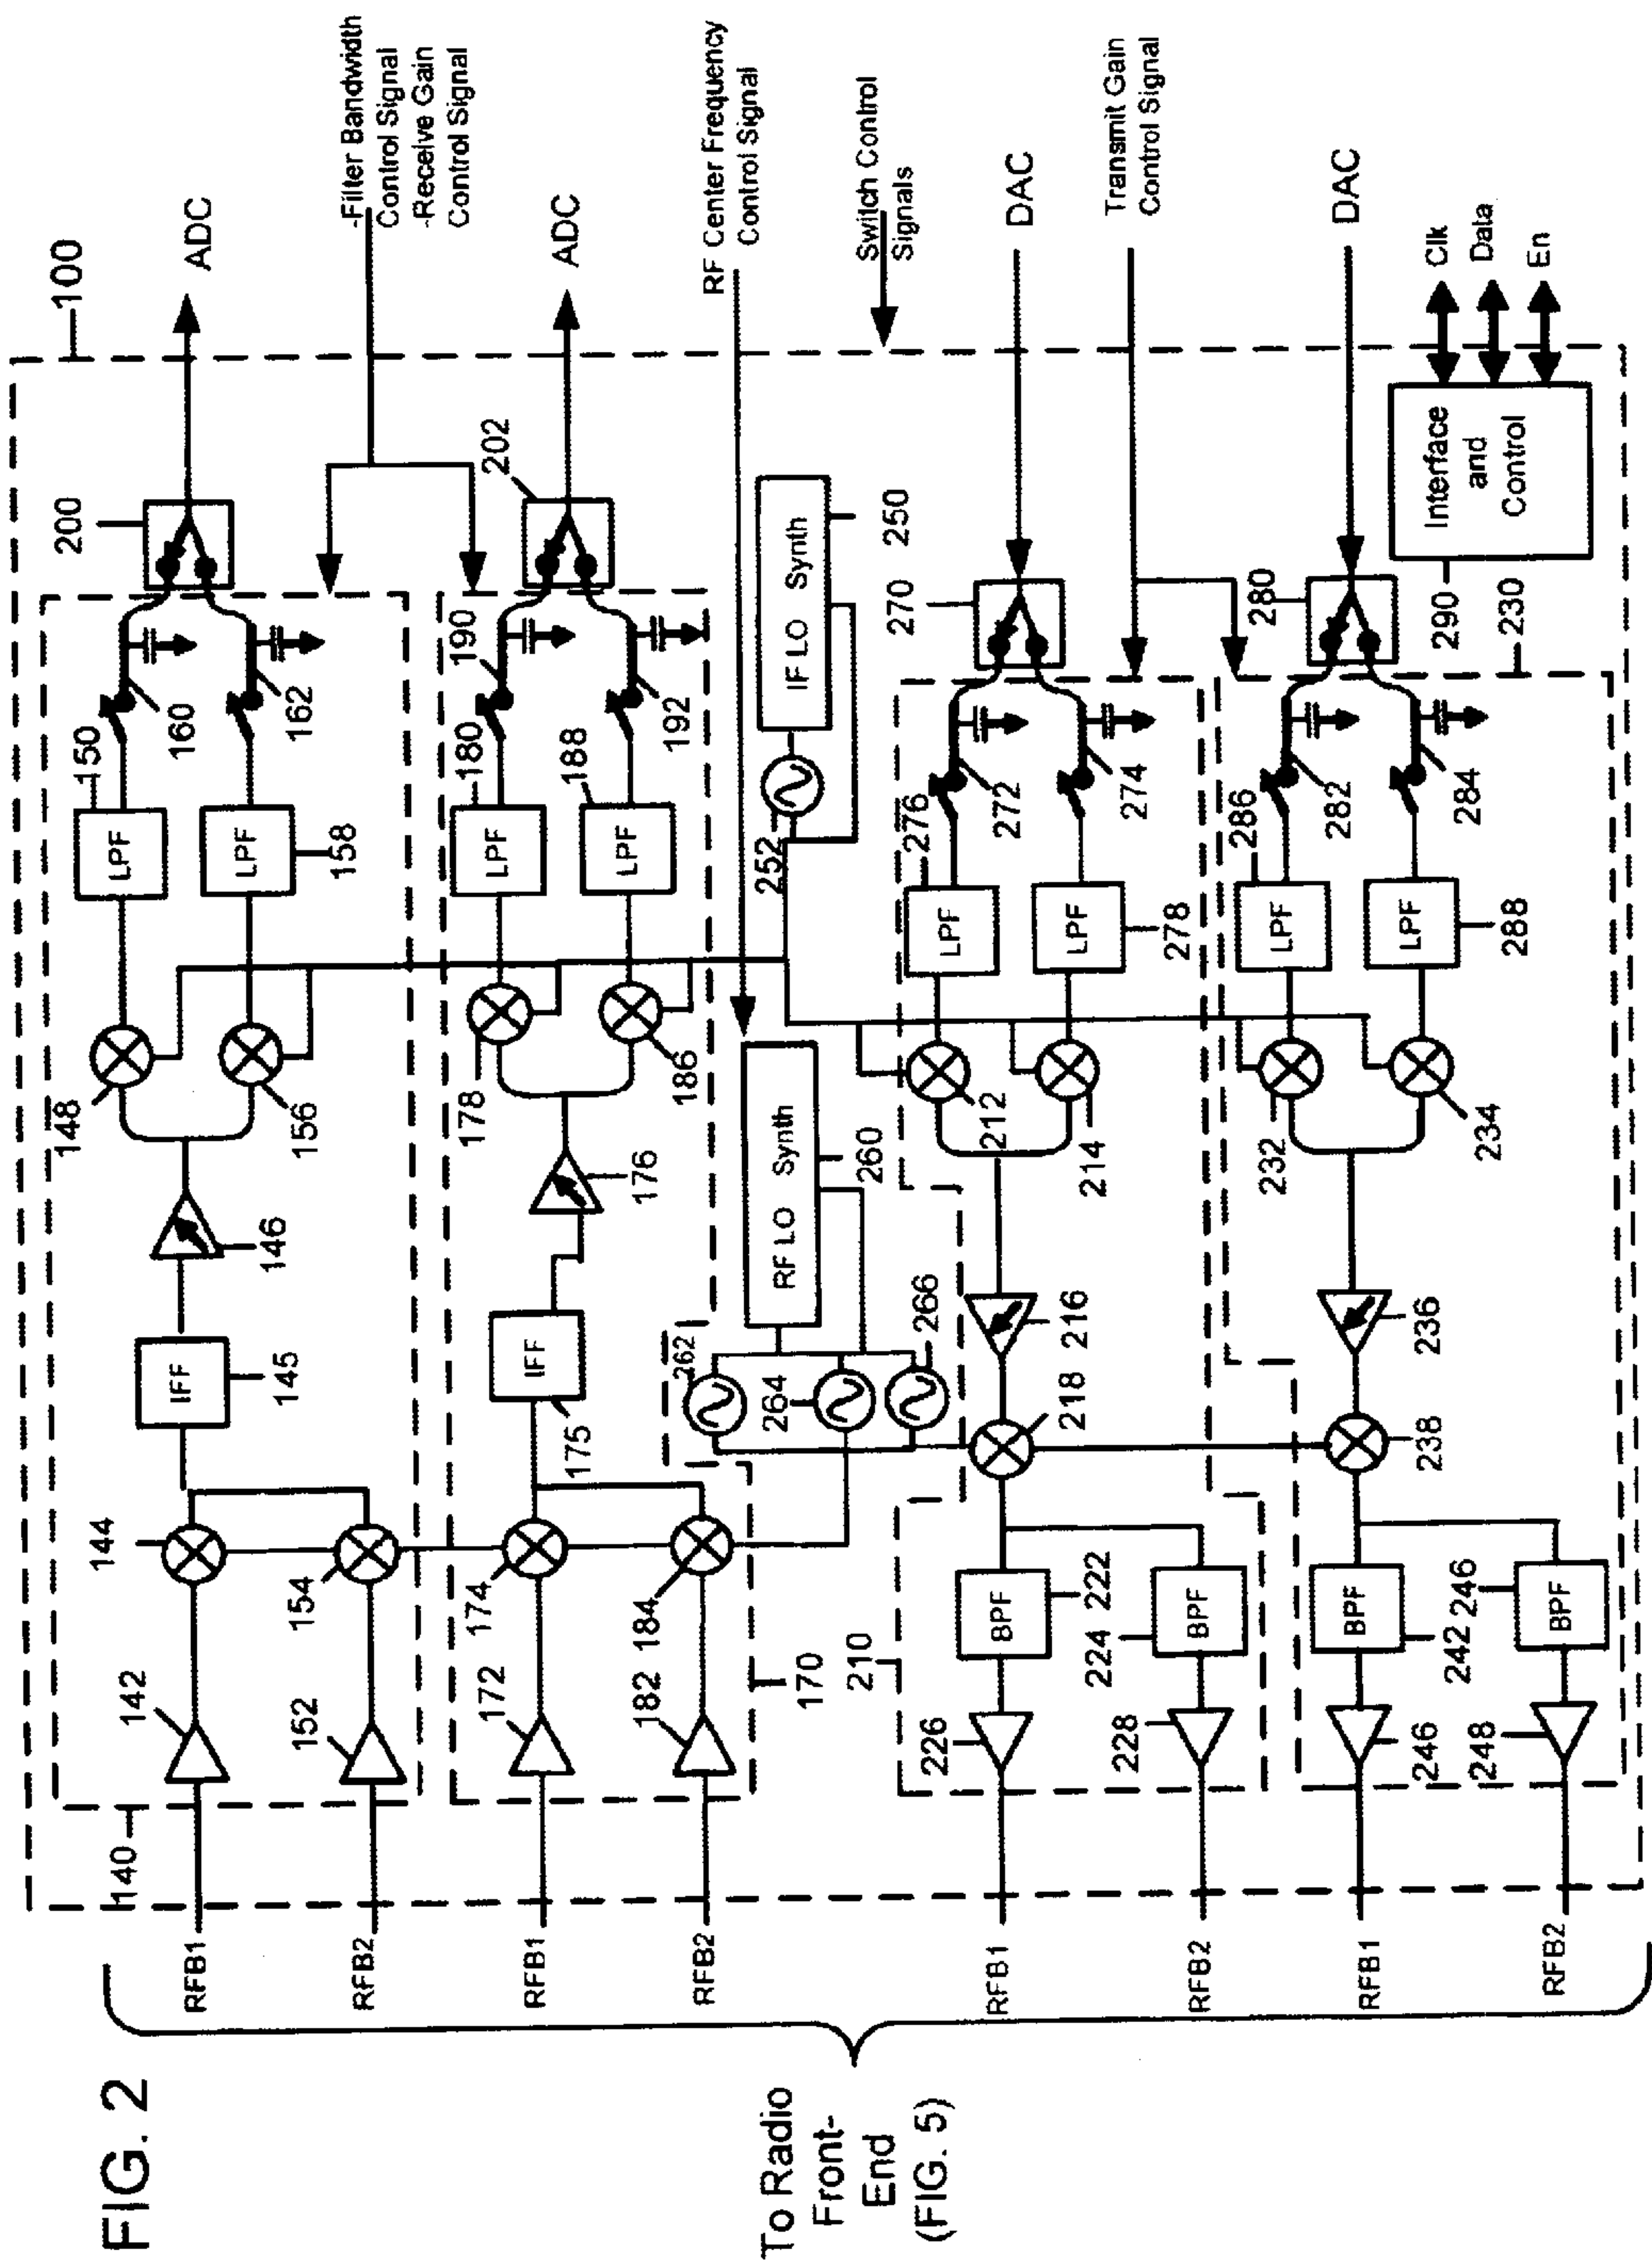 FIG. 2
To Radio
Front-
End
(FIG. 5)
100
RFB1
RFB2
RFB1
RFB2
RFB1
RFB2
RFB1
RFB2
140
142
144
IFF
145
146
148
LPF
150
160
200
ADC
152
154
156
LPF
158
162
-Filter Bandwidth
Control Signal
-Receive Gain
Control Signal
170
172
174
IFF
175
176
178
LPF
180
190
202
ADC
182
184
186
LPF
188
192
RF Center Frequency
Control Signal
262
264
266
RF LO Synth
260
252
IF LO Synth
250
Switch Control
Signals
210
226
BPF
222
218
216
212
LPF
276
272
270
DAC
228
BPF
224
214
LPF
278
274
Transmit Gain
Control Signal
246
BPF
242
238
236
232
LPF
286
282
280
DAC
248
BPF
246
234
LPF
288
284
290
230
Interface
and
Control
Clk
Data
En